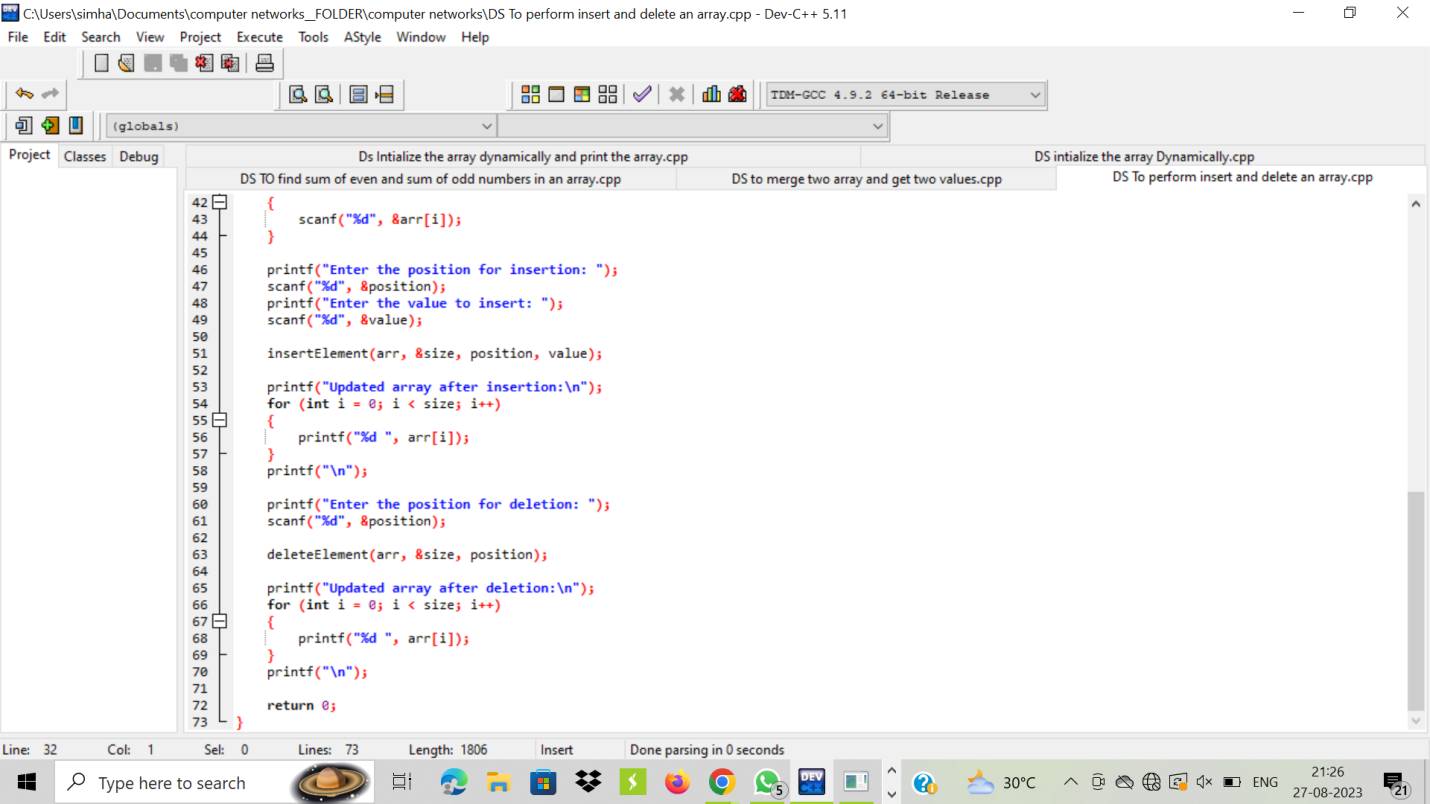 C:\Users\simha\Documents\computer networks_FOLDER\computer networks\DS To perform insert and delete an array.cpp - Dev-C++ 5.11
File Edit Search View Project Execute Tools AStyle Window Help
TDM-GCC 4.9.2 64-bit Release
(globals)
Project Classes Debug
Ds Intialize the array dynamically and print the array.cpp DS intialize the array Dynamically.cpp
DS TO find sum of even and sum of odd numbers in an array.cpp DS to merge two array and get two values.cpp DS To perform insert and delete an array.cpp
42 {
43 scanf("%d", &arr[i]);
44 }
45
46 printf("Enter the position for insertion: ");
47 scanf("%d", &position);
48 printf("Enter the value to insert: ");
49 scanf("%d", &value);
50
51 insertElement(arr, &size, position, value);
52
53 printf("Updated array after insertion:\n");
54 for (int i = 0; i < size; i++)
55 {
56 printf("%d ", arr[i]);
57 }
58 printf("\n");
59
60 printf("Enter the position for deletion: ");
61 scanf("%d", &position);
62
63 deleteElement(arr, &size, position);
64
65 printf("Updated array after deletion:\n");
66 for (int i = 0; i < size; i++)
67 {
68 printf("%d ", arr[i]);
69 }
70 printf("\n");
71
72 return 0;
73 }
Line: 32 Col: 1 Sel: 0 Lines: 73 Length: 1806 Insert Done parsing in 0 seconds
Type here to search
5
DEV
30°C
ENG
21:26
27-08-2023
21